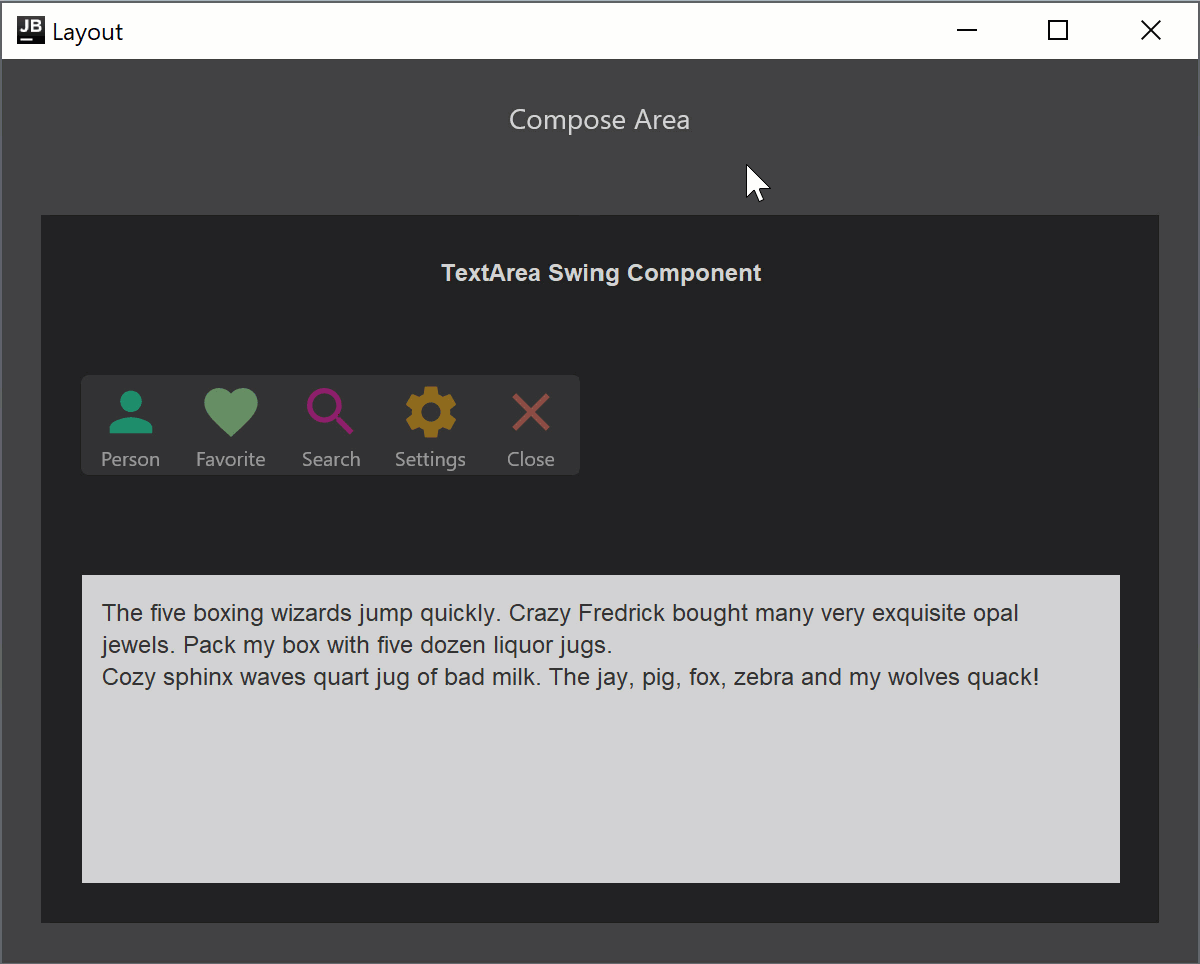 JB Layout
Compose Area
TextArea Swing Component
Person Favorite Search Settings Close
The five boxing wizards jump quickly. Crazy Fredrick bought many very exquisite opal
jewels. Pack my box with five dozen liquor jugs.
Cozy sphinx waves quart jug of bad milk. The jay, pig, fox, zebra and my wolves quack!